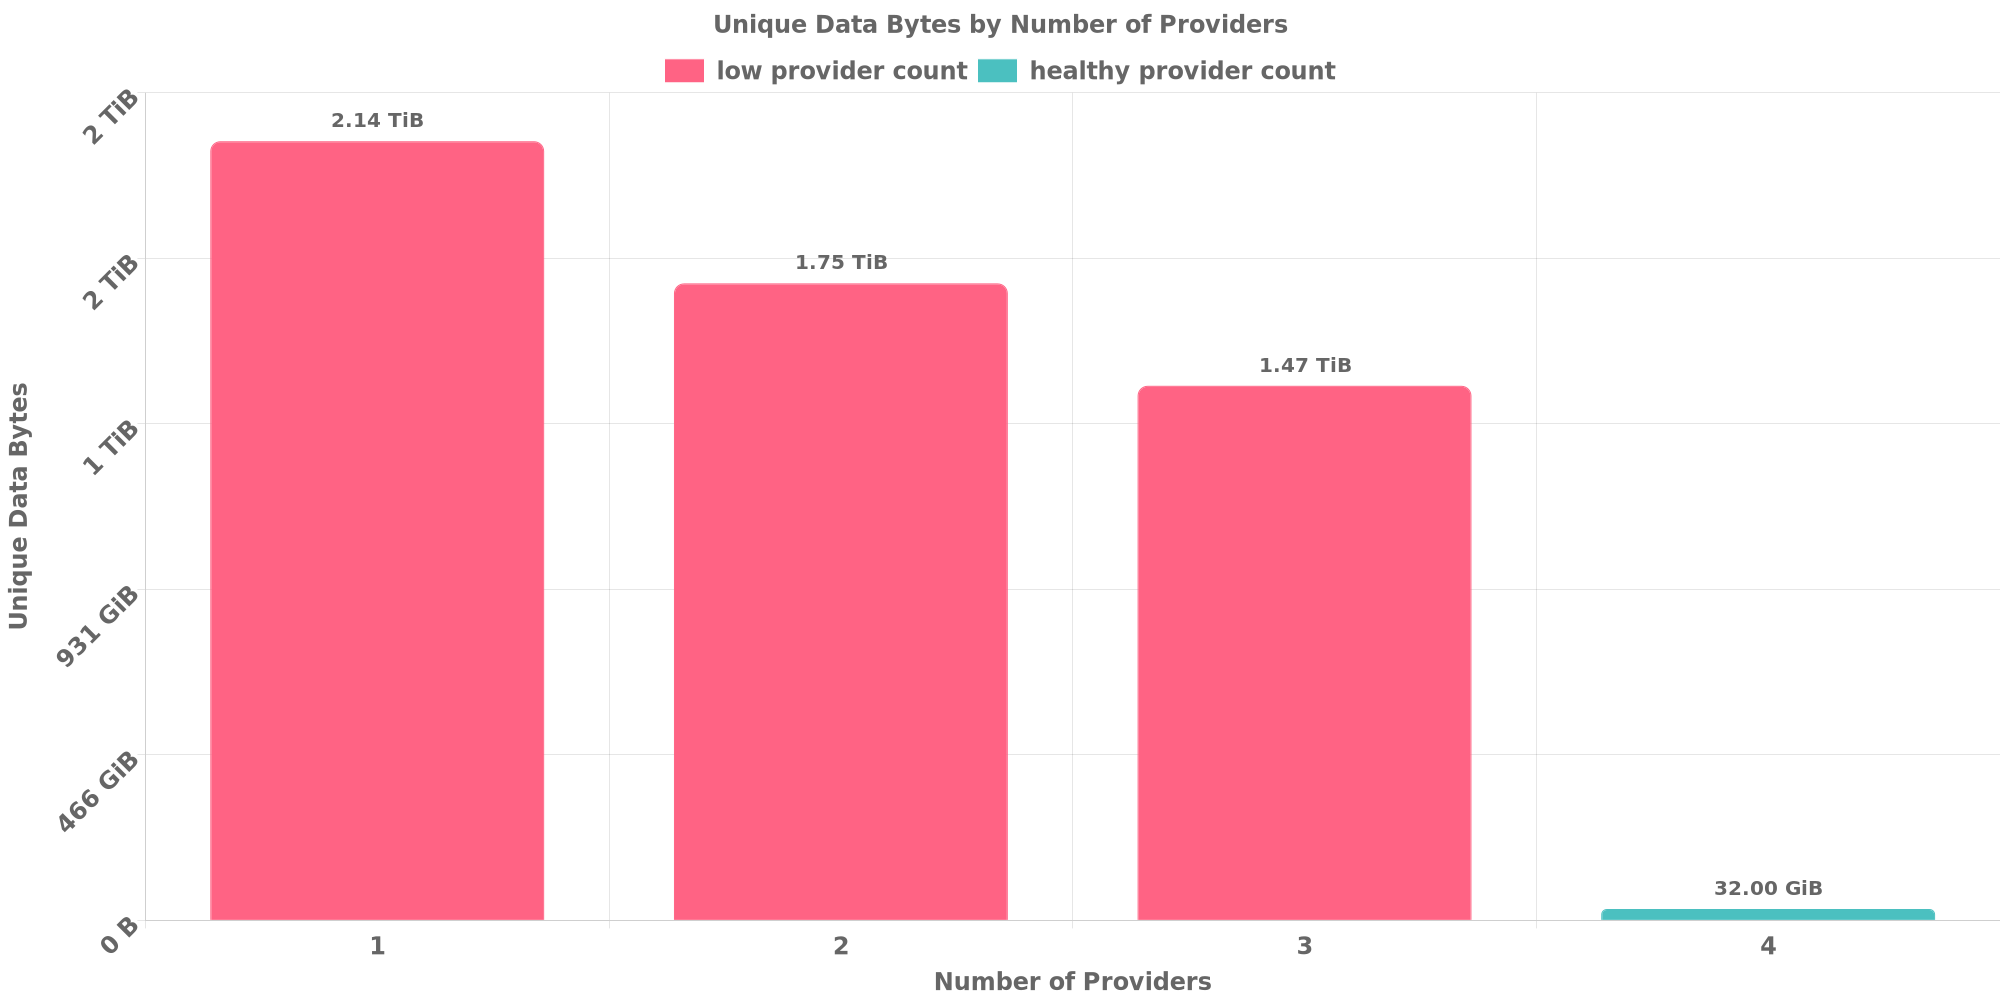 Unique Data Bytes by Number of Providers
low provider count healthy provider count
2 TiB
2.14 TiB
2 TiB
1.75 TiB
1.47 TiB
1 TiB
931 GiB
466 GiB
32.00 GiB
0 B
Unique Data Bytes
1 2 3 4
Number of Providers